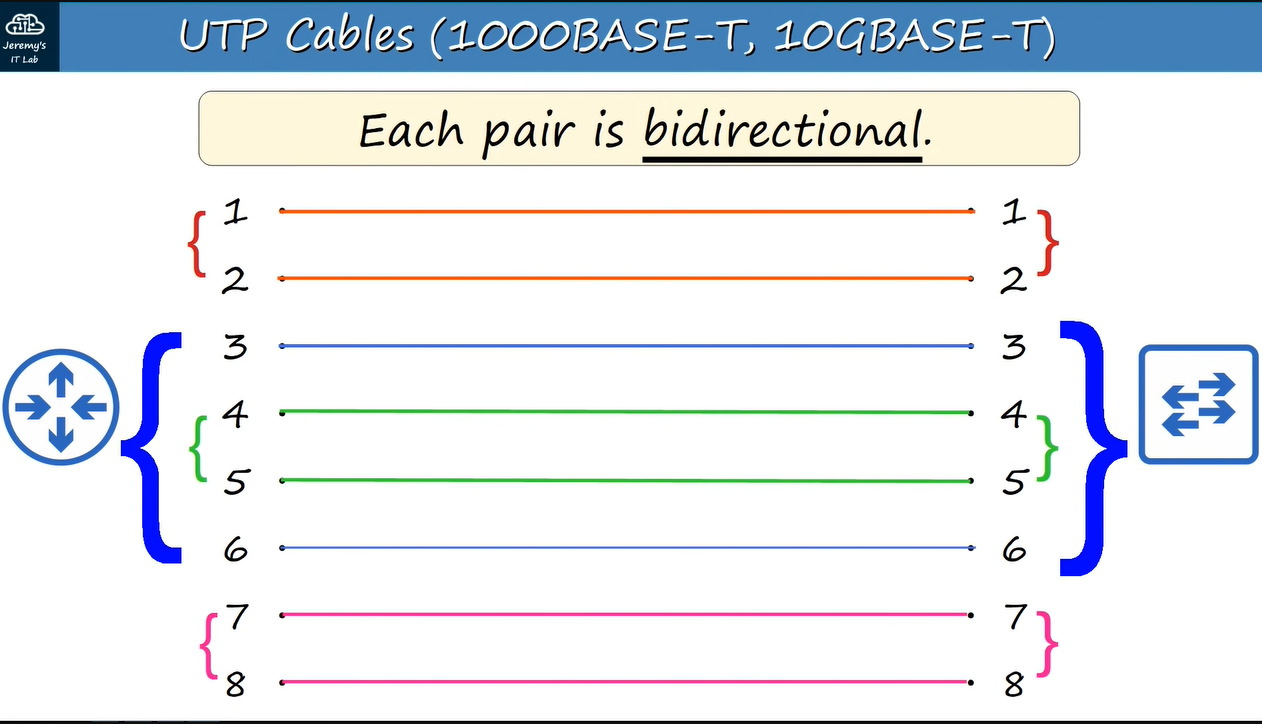 Jeremy's
IT Lab
UTP Cables (1000BASE-T, 10GBASE-T)
Each pair is bidirectional.
1 1
2 2
3 3
4 4
5 5
6 6
7 7
8 8